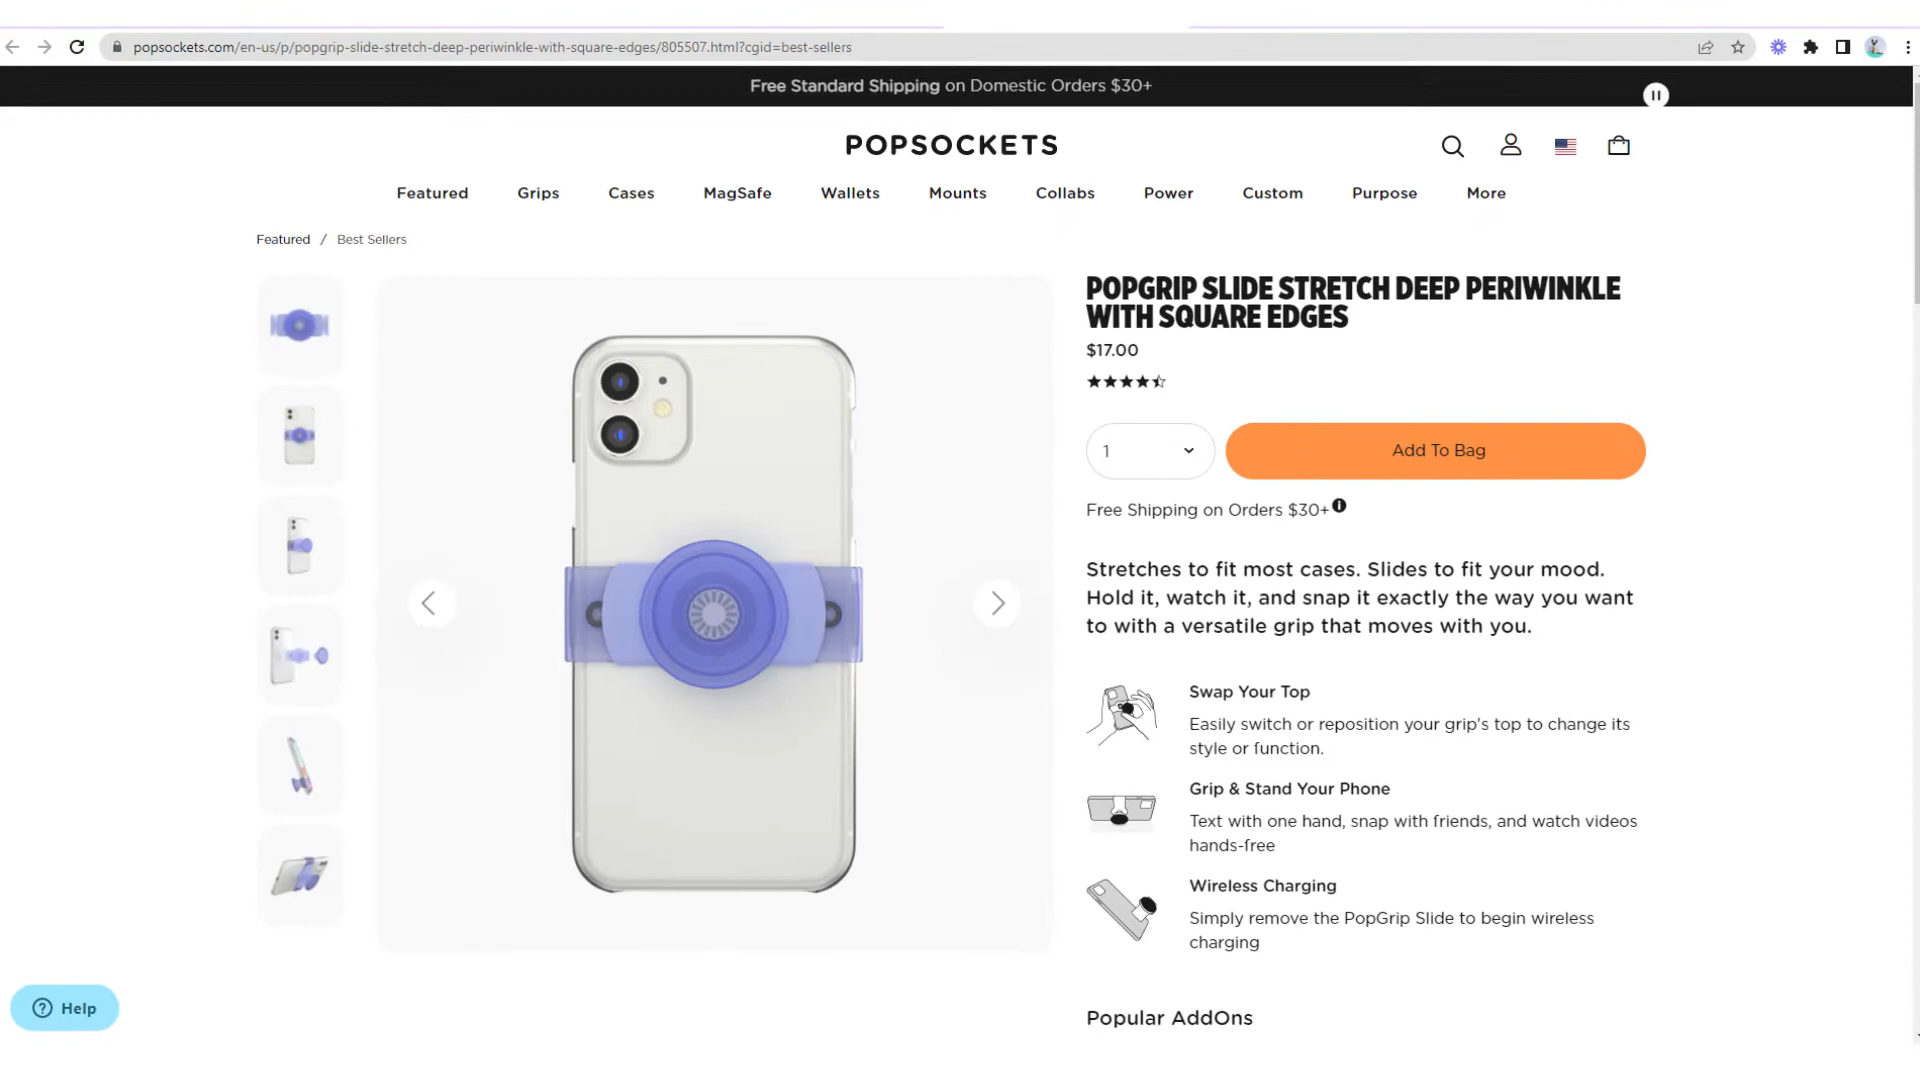 popsockets.com/en-us/p/popgrip-slide-stretch-deep-periwinkle-with-square-edges/805507.html?cgid=best-sellers
Free Standard Shipping on Domestic Orders $30+
POPSOCKETS
Featured Grips Cases MagSafe Wallets Mounts Collabs Power Custom Purpose More
Featured / Best Sellers
POPGRIP SLIDE STRETCH DEEP PERIWINKLE
WITH SQUARE EDGES
$17.00
1
Add To Bag
Free Shipping on Orders $30+
Stretches to fit most cases. Slides to fit your mood.
Hold it, watch it, and snap it exactly the way you want
to with a versatile grip that moves with you.
Swap Your Top
Easily switch or reposition your grip's top to change its
style or function.
Grip & Stand Your Phone
Text with one hand, snap with friends, and watch videos
hands-free
Wireless Charging
Simply remove the PopGrip Slide to begin wireless
charging
Popular AddOns
Help